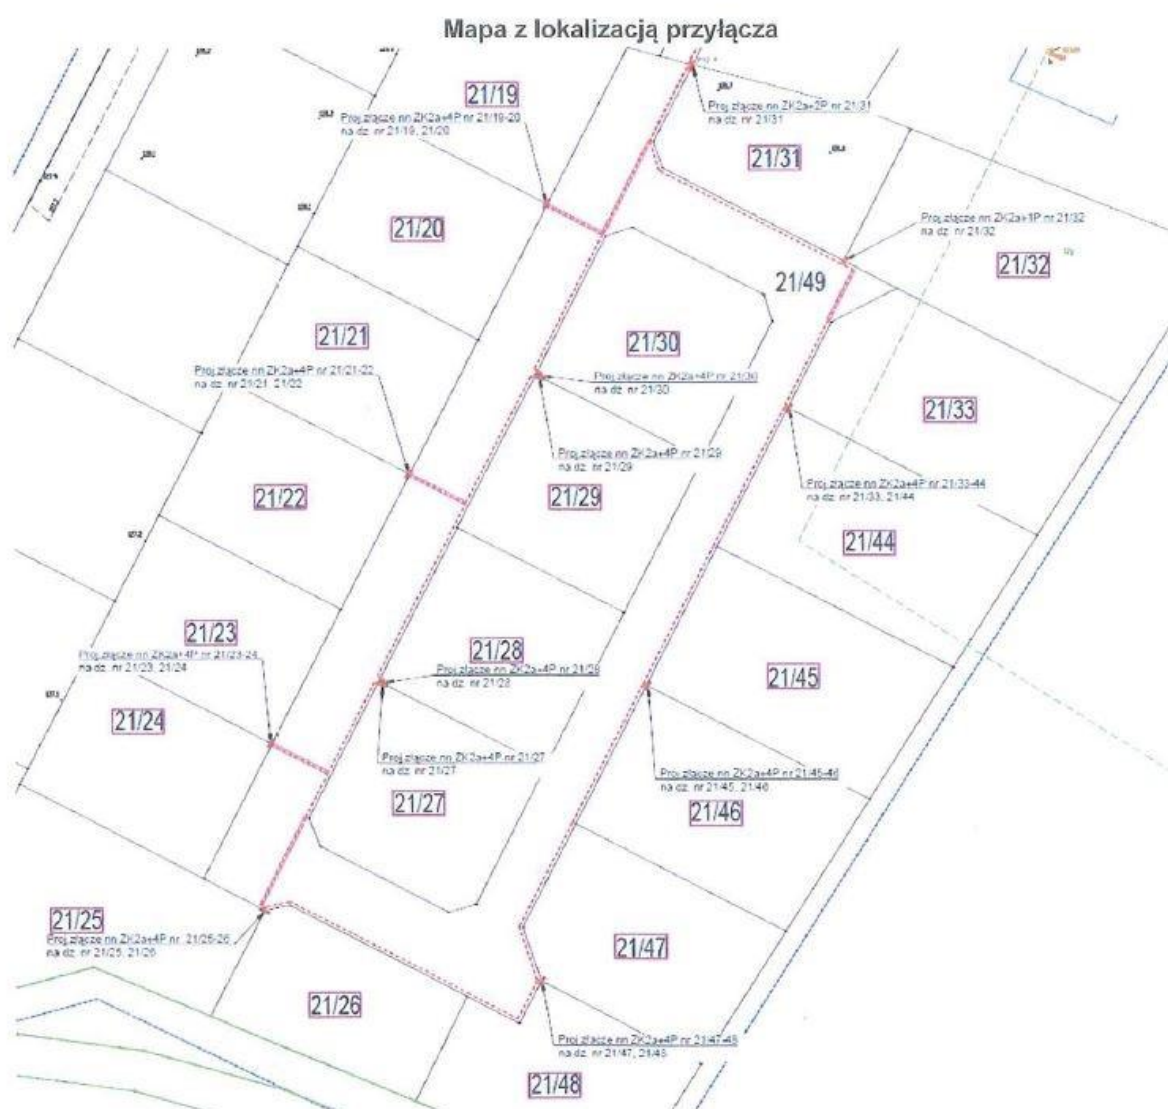 Mapa z lokalizacją przyłącza
21/19
Proj.złącze nn ZK2a+4P nr 21/19-20
na dz. nr 21/19, 21/20
Proj.złącze nn ZK2a+2P nr 21/31
na dz. nr 21/31
21/31
21/20
Proj.złącze nn ZK2a+1P nr 21/32
na dz. nr 21/32
21/32
21/49
21/21
21/30
Proj.złącze nn ZK2a+4P nr 21/21-22
na dz. nr 21/21, 21/22
Proj.złącze nn ZK2a+4P nr 21/30
na dz. nr 21/30
21/33
Proj.złącze nn ZK2a+4P nr 21/29
na dz. nr 21/29
21/22
21/29
Proj.złącze nn ZK2a+4P nr 21/33-44
na dz. nr 21/33, 21/44
21/44
21/23
Proj.złącze nn ZK2a+4P nr 21/23-24
na dz. nr 21/23, 21/24
21/28
Proj.złącze nn ZK2a+4P nr 21/28
na dz. nr 21/28
21/45
21/24
Proj.złącze nn ZK2a+4P nr 21/27
na dz. nr 21/27
21/27
Proj.złącze nn ZK2a+4P nr 21/45-46
na dz. nr 21/45, 21/46
21/46
21/25
Proj.złącze nn ZK2a+4P nr 21/25-26
na dz. nr 21/25, 21/26
21/47
21/26
Proj.złącze nn ZK2a+4P nr 21/47-48
na dz. nr 21/47, 21/48
21/48